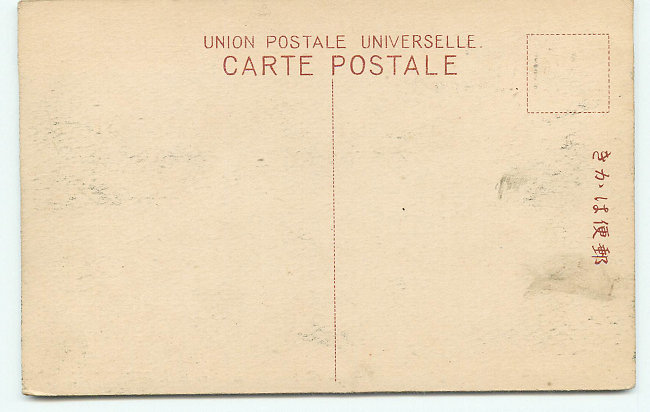 UNION POSTALE UNIVERSELLE.
CARTE POSTALE
きかは便郵